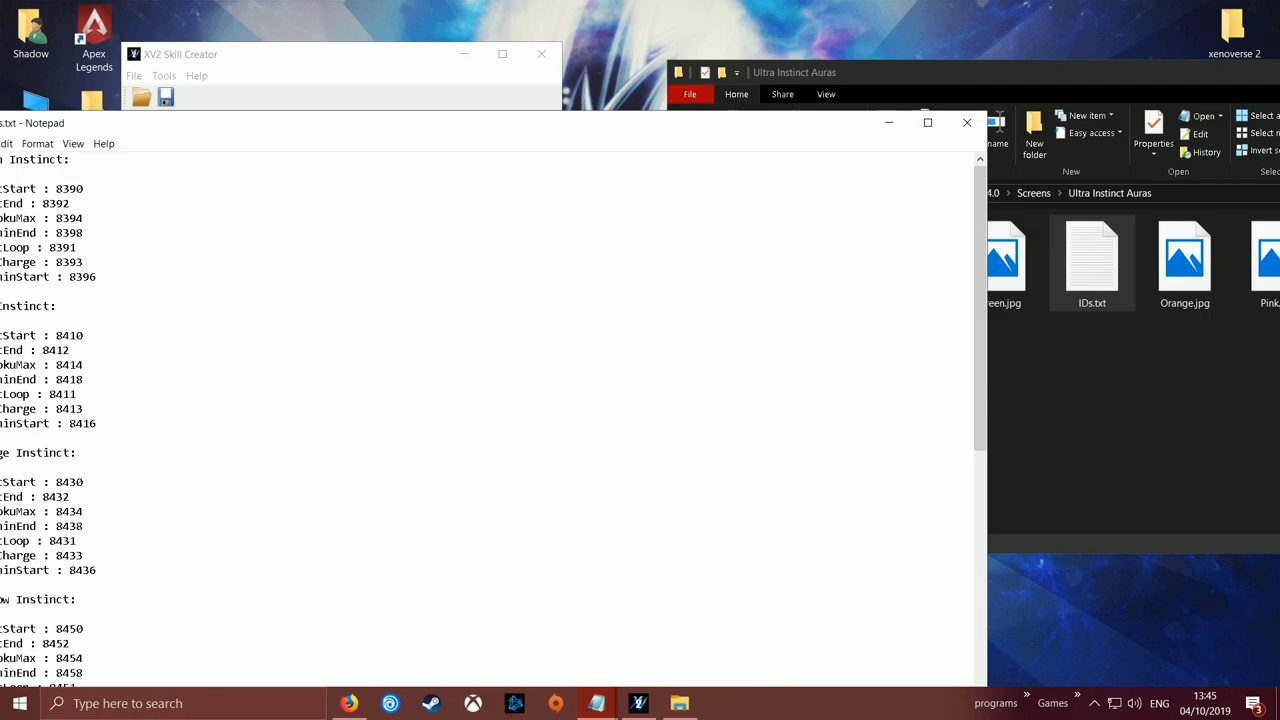 Shadow
Apex
Legends
xenoverse 2
XV2 Skill Creator
File Tools Help
Ultra Instinct Auras
File Home Share View
New
folder
New item
Easy access
Properties
Open
Edit
History
Select
Select
Invert
New
Open
4.0 > Screens > Ultra Instinct Auras
IDs.txt
Orange.jpg
s.txt - Notepad
Format View Help
Instinct:
Start : 8390
End : 8392
okuMax : 8394
inEnd : 8398
Loop : 8391
Charge : 8393
inStart : 8396
Instinct:
Start : 8410
End : 8412
okuMax : 8414
inEnd : 8418
Loop : 8411
Charge : 8413
inStart : 8416
ge Instinct:
Start : 8430
End : 8432
okuMax : 8434
inEnd : 8438
Loop : 8431
Charge : 8433
inStart : 8436
ow Instinct:
Start : 8450
End : 8452
okuMax : 8454
inEnd : 8458
Type here to search
programs
Games
ENG
13:45
04/10/2019
3